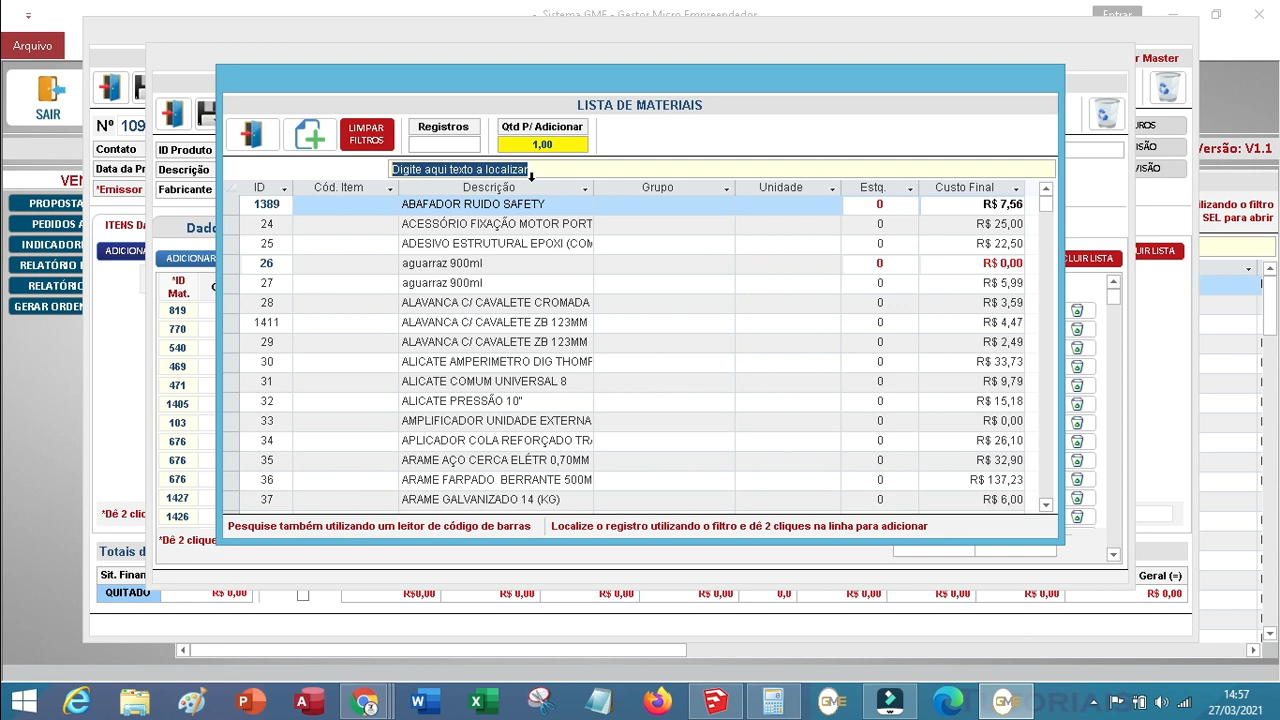 Sistema GME - Gestor Micro Empreendador
Entrar
Arquivo
SAIR
Nº 109
Contato
Data da Pr
*Emissor
ID Produto
Descrição
Fabricante
r Master
UROS
ISÃO
ISÃO
Versão: V1.1
VEN
PROPOSTA
PEDIDOS A
INDICADOR
RELATÓRIO
RELATÓRIO
GERAR ORDEN
ITENS DA
ADICIONA
Dado
ADICIONAR
CLUIR LISTA
UIR LISTA
ilizando o filtro
SEL para abrir
LISTA DE MATERIAIS
LIMPAR
FILTROS
Registros
Qtd P/ Adicionar
1,00
Digite aqui texto a localizar
ID Cód. Item Descrição Grupo Unidade Estq. Custo Final
1389 ABAFADOR RUIDO SAFETY 0 R$ 7,56
24 ACESSÓRIO FIXAÇÃO MOTOR PORT 0 R$ 25,00
25 ADESIVO ESTRUTURAL EPOXI (COM 0 R$ 22,50
26 aguarraz 900ml 0 R$ 0,00
27 aguarraz 900ml 0 R$ 5,99
28 ALAVANCA C/ CAVALETE CROMADA 0 R$ 3,59
1411 ALAVANCA C/ CAVALETE ZB 123MM 0 R$ 4,47
29 ALAVANCA C/ CAVALETE ZB 123MM 0 R$ 2,49
30 ALICATE AMPERIMETRO DIG THOMP 0 R$ 33,73
31 ALICATE COMUM UNIVERSAL 8 0 R$ 9,79
32 ALICATE PRESSÃO 10" 0 R$ 15,18
33 AMPLIFICADOR UNIDADE EXTERNA 0 R$ 0,00
34 APLICADOR COLA REFORÇADO TRA 0 R$ 26,10
35 ARAME AÇO CERCA ELÉTR 0,70MM 0 R$ 32,90
36 ARAME FARPADO BERRANTE 500M 0 R$ 137,23
37 ARAME GALVANIZADO 14 (KG) 0 R$ 6,00
Pesquise também utilizando um leitor de código de barras
Localize o registro utilizando o filtro e dê 2 cliques na linha para adicionar
*ID
Mat.
819
770
540
469
471
1405
103
676
676
676
1427
1426
*Dê 2 clic
*Dê 2 clique
Totais d
Sit. Finan
Geral (=)
QUITADO R$ 0,00 R$0,00 R$ 0,00 R$ 0,00 R$ 0,00 0,0 R$ 0,00 R$ 0,00 R$ 0,00 R$ 0,00
TUTORIAIS
14:57
27/03/2021